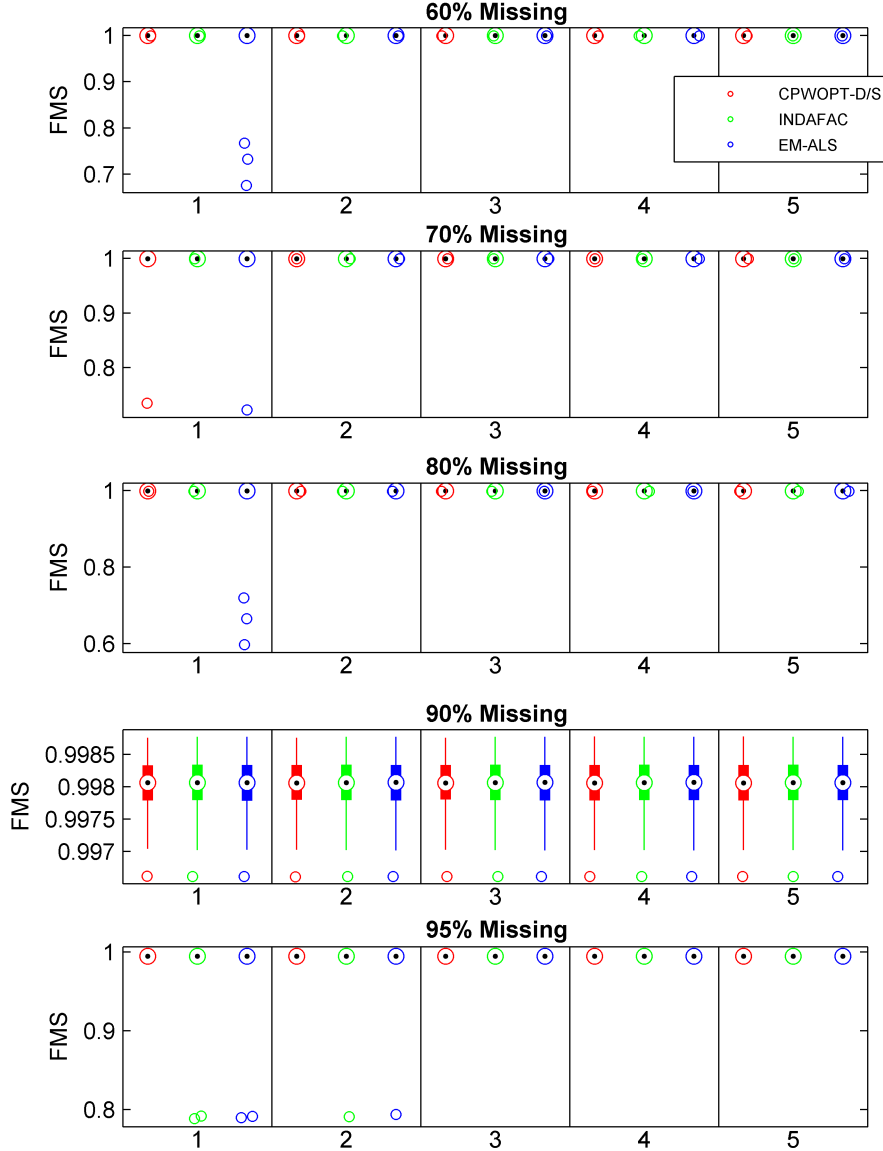 60% Missing
1
0.9
0.8
0.7
FMS
CPWOPT-D/S
INDAFAC
EM-ALS
1 2 3 4 5
70% Missing
1
0.9
0.8
FMS
1 2 3 4 5
80% Missing
1
0.8
0.6
FMS
1 2 3 4 5
90% Missing
0.9985
0.998
0.9975
0.997
FMS
1 2 3 4 5
95% Missing
1
0.9
0.8
FMS
1 2 3 4 5